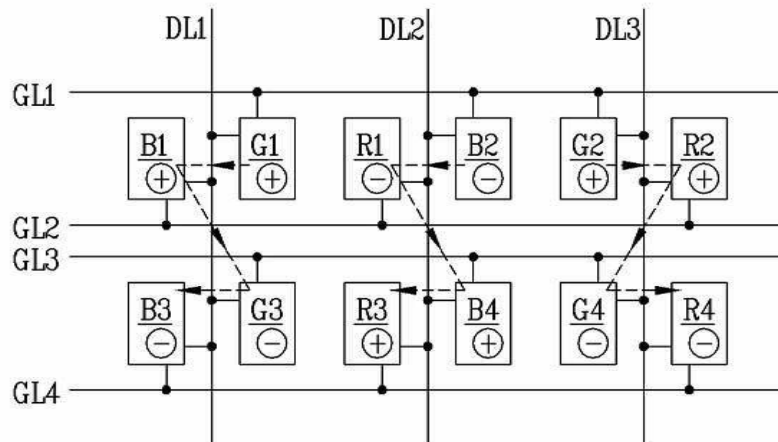 DL1 DL2 DL3
GL1
B1 G1 R1 B2 G2 R2
+ + − − + +
GL2
GL3
B3 G3 R3 B4 G4 R4
− − + + − −
GL4